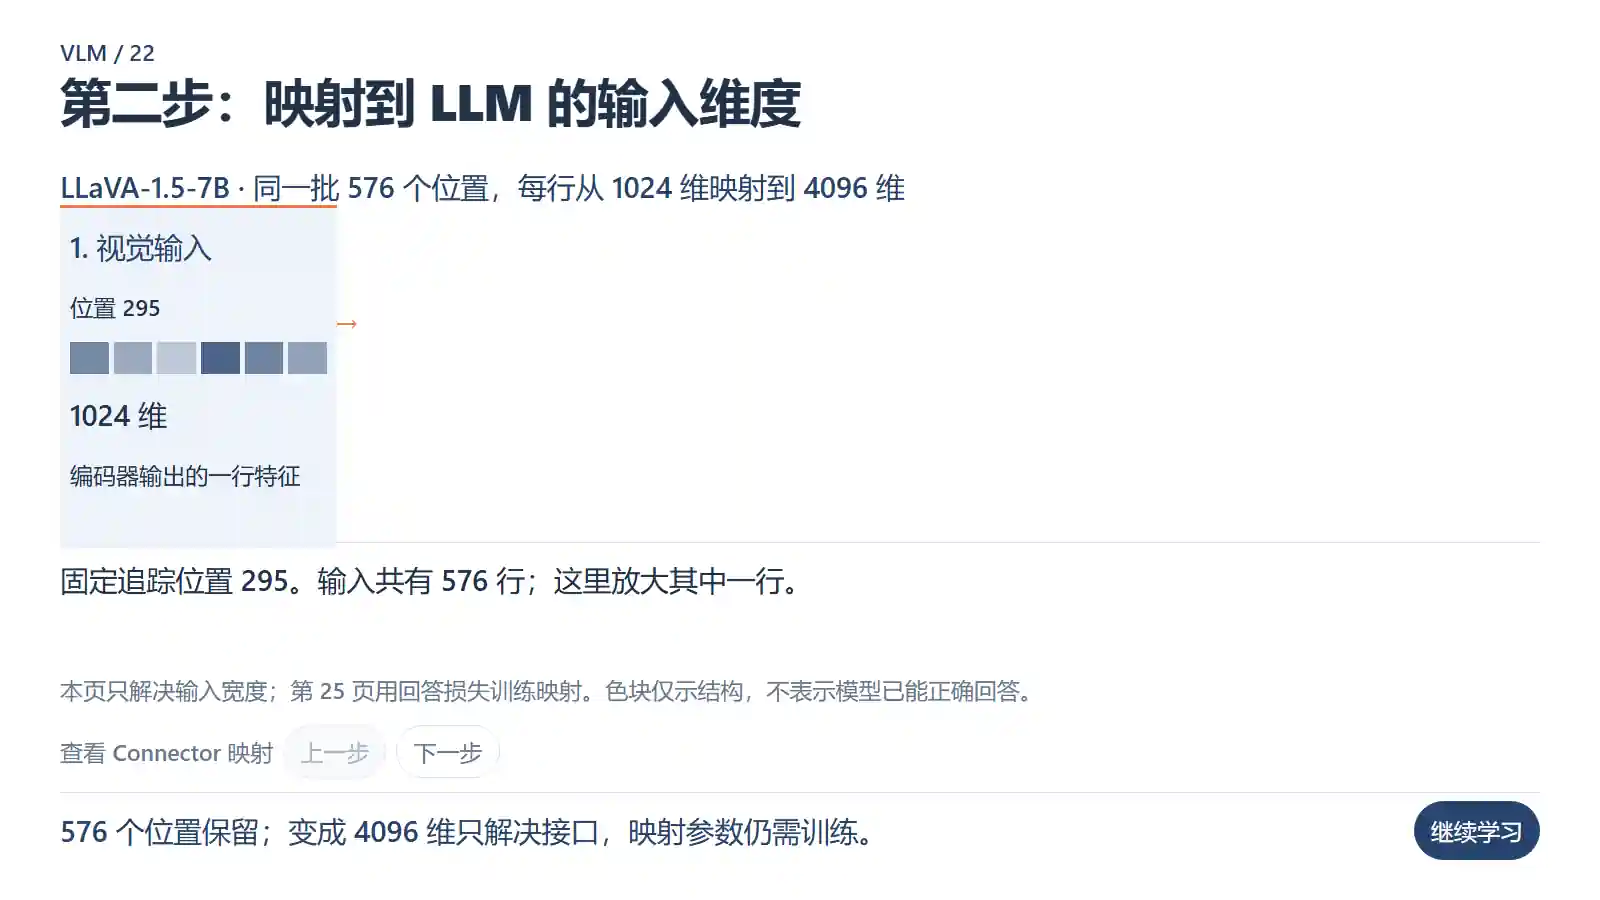 VLM / 22
第二步：映射到 LLM 的输入维度
LLaVA-1.5-7B · 同一批 576 个位置，每行从 1024 维映射到 4096 维
1. 视觉输入
位置 295
→
1024 维
编码器输出的一行特征
固定追踪位置 295。输入共有 576 行；这里放大其中一行。
本页只解决输入宽度；第 25 页用回答损失训练映射。色块仅示结构，不表示模型已能正确回答。
查看 Connector 映射 上一步 下一步
576 个位置保留；变成 4096 维只解决接口，映射参数仍需训练。
继续学习